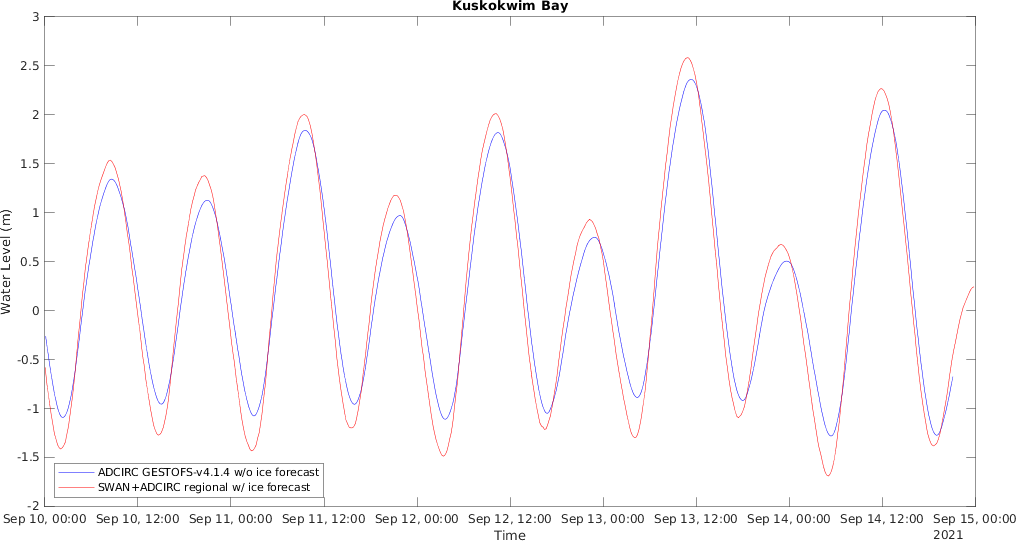 Kuskokwim Bay
3
2.5
2
1.5
1
0.5
0
-0.5
-1
-1.5
-2
Water Level (m)
ADCIRC GESTOFS-v4.1.4 w/o ice forecast
SWAN+ADCIRC regional w/ ice forecast
Sep 10, 00:00 Sep 10, 12:00 Sep 11, 00:00 Sep 11, 12:00 Sep 12, 00:00 Sep 12, 12:00 Sep 13, 00:00 Sep 13, 12:00 Sep 14, 00:00 Sep 14, 12:00 Sep 15, 00:00
Time
2021